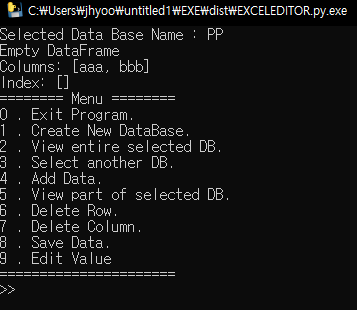 C:₩Users₩jhyoo₩untitled1₩EXE₩dist₩EXCELEDITOR.py.exe
Selected Data Base Name : PP
Empty DataFrame
Columns: [aaa, bbb]
Index: []
======== Menu ========
0 . Exit Program.
1 . Create New DataBase.
2 . View entire selected DB.
3 . Select another DB.
4 . Add Data.
5 . View part of selected DB.
6 . Delete Row.
7 . Delete Column.
8 . Save Data.
9 . Edit Value
======================
>>